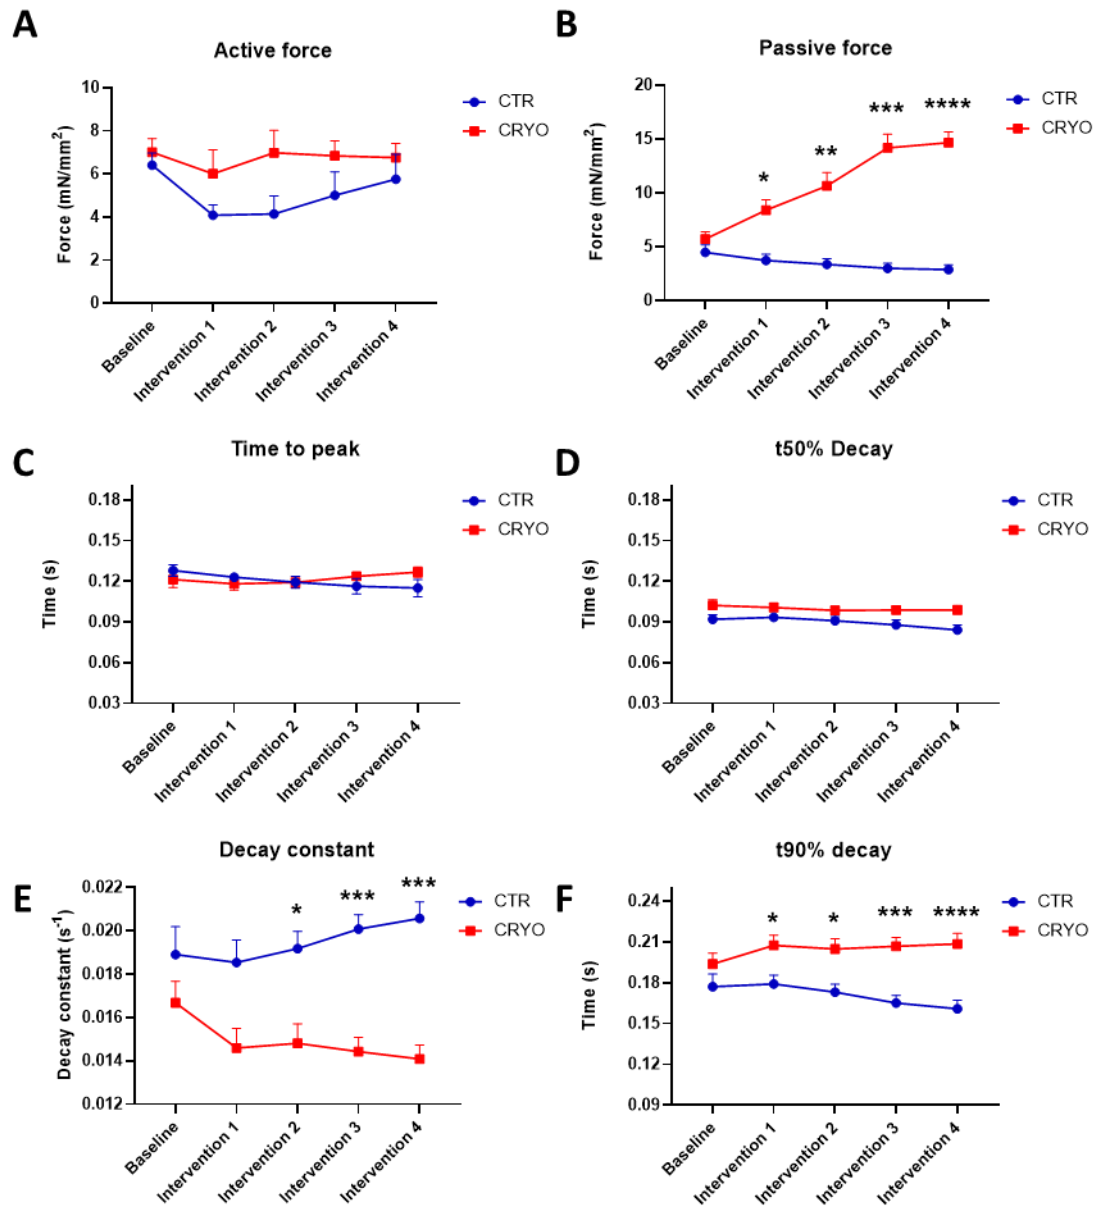 A
Active force
Force (mN/mm²)
10
8
6
4
2
0
Baseline
Intervention 1
Intervention 2
Intervention 3
Intervention 4
CTR
CRYO
B
Passive force
Force (mN/mm²)
20
15
10
5
0
*
**
***
****
Baseline
Intervention 1
Intervention 2
Intervention 3
Intervention 4
CTR
CRYO
C
Time to peak
Time (s)
0.18
0.15
0.12
0.09
0.06
0.03
Baseline
Intervention 1
Intervention 2
Intervention 3
Intervention 4
CTR
CRYO
D
t50% Decay
Time (s)
0.18
0.15
0.12
0.09
0.06
0.03
Baseline
Intervention 1
Intervention 2
Intervention 3
Intervention 4
CTR
CRYO
E
Decay constant
Decay constant (s⁻¹)
0.022
0.020
0.018
0.016
0.014
0.012
*
***
***
Baseline
Intervention 1
Intervention 2
Intervention 3
Intervention 4
CTR
CRYO
F
t90% decay
Time (s)
0.24
0.21
0.18
0.15
0.12
0.09
*
*
***
****
Baseline
Intervention 1
Intervention 2
Intervention 3
Intervention 4
CTR
CRYO